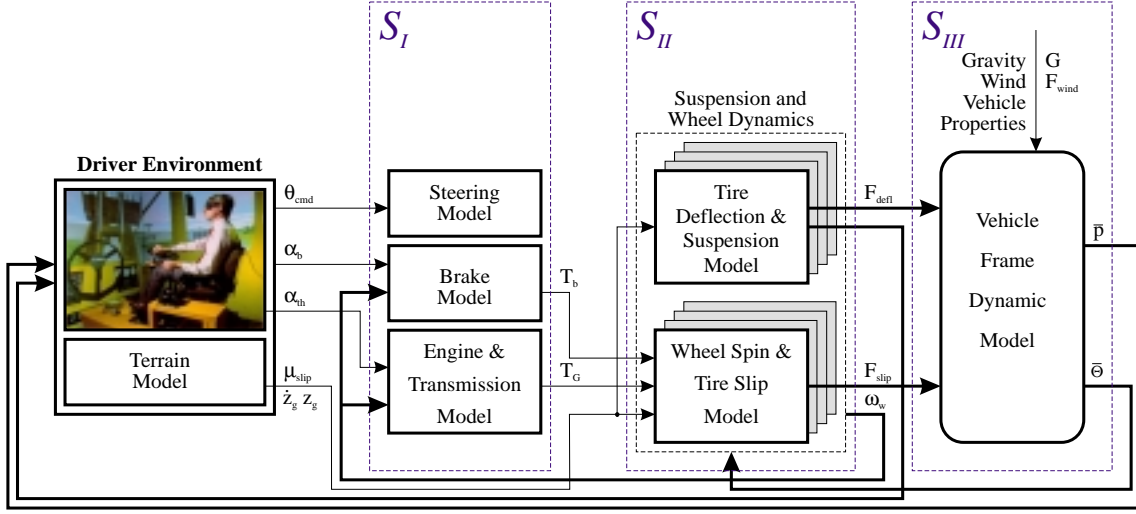 S_I
S_II
S_III
Gravity
Wind
Vehicle
Properties
G
F_wind
Suspension and
Wheel Dynamics
Driver Environment
θ_cmd
α_b
α_th
Terrain
Model
μ_slip
ż_g z_g
Steering
Model
Brake
Model
Engine &
Transmission
Model
T_b
T_G
Tire
Deflection &
Suspension
Model
Wheel Spin &
Tire Slip
Model
F_defl
F_slip
ω_w
Vehicle
Frame
Dynamic
Model
p̄
Θ̄